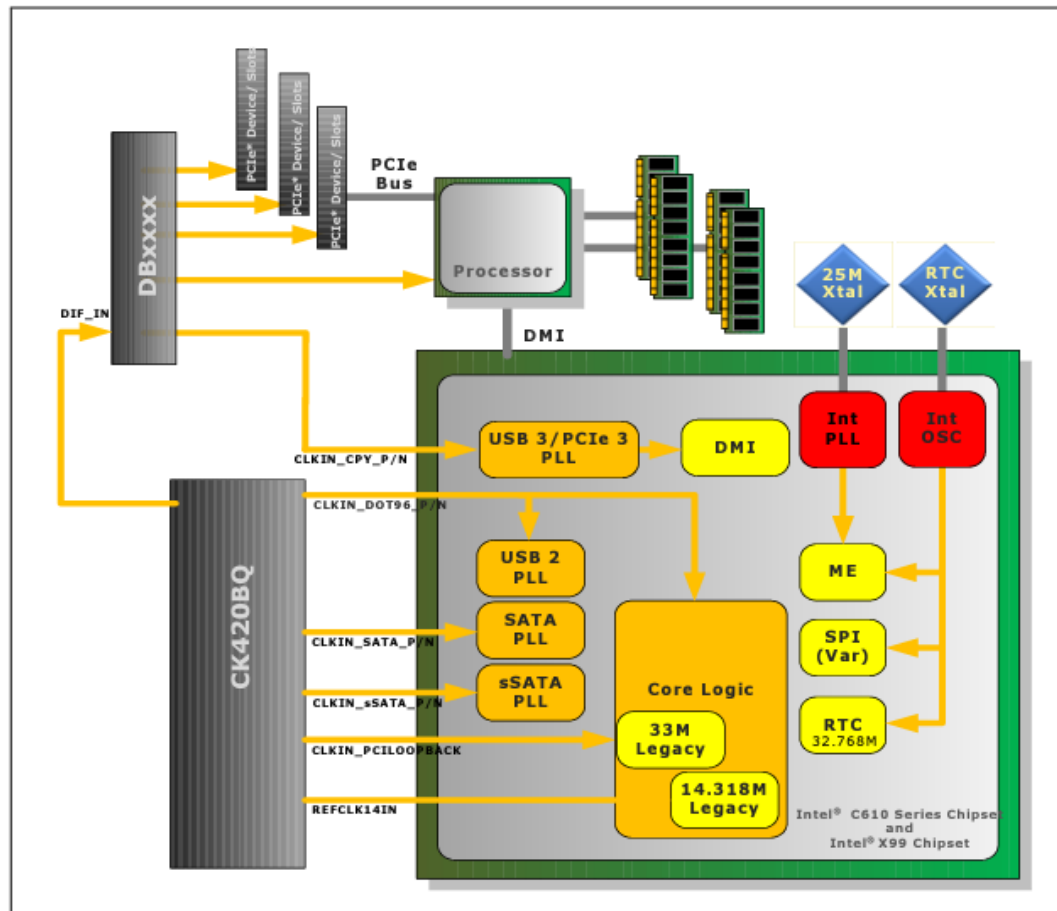 PCIe* Device/ Slots
PCIe* Device/ Slots
PCIe* Device/ Slots
DBxxxx
PCIe
Bus
Processor
25M
Xtal
RTC
Xtal
DIF_IN
DMI
Int
PLL
Int
OSC
USB 3/PCIe 3
PLL
DMI
CLKIN_CPY_P/N
CK420BQ
CLKIN_DOT96_P/N
USB 2
PLL
ME
SATA
PLL
CLKIN_SATA_P/N
SPI
(Var)
sSATA
PLL
CLKIN_sSATA_P/N
Core Logic
33M
Legacy
RTC
32.768M
CLKIN_PCILOOPBACK
14.318M
Legacy
REFCLK14IN
Intel® C610 Series Chipset
and
Intel® X99 Chipset